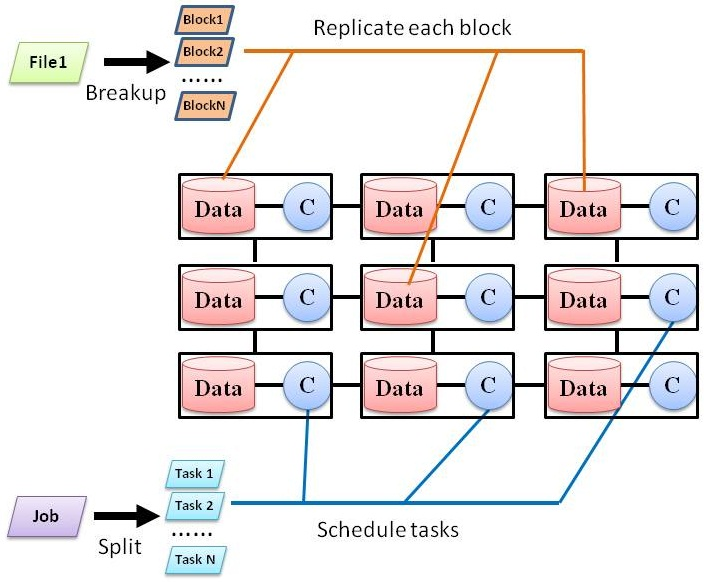 Block1
Replicate each block
File1
Block2
......
Breakup
BlockN
Data C Data C Data C
Data C Data C Data C
Data C Data C Data C
Task 1
Job
Task 2
Schedule tasks
......
Split
Task N